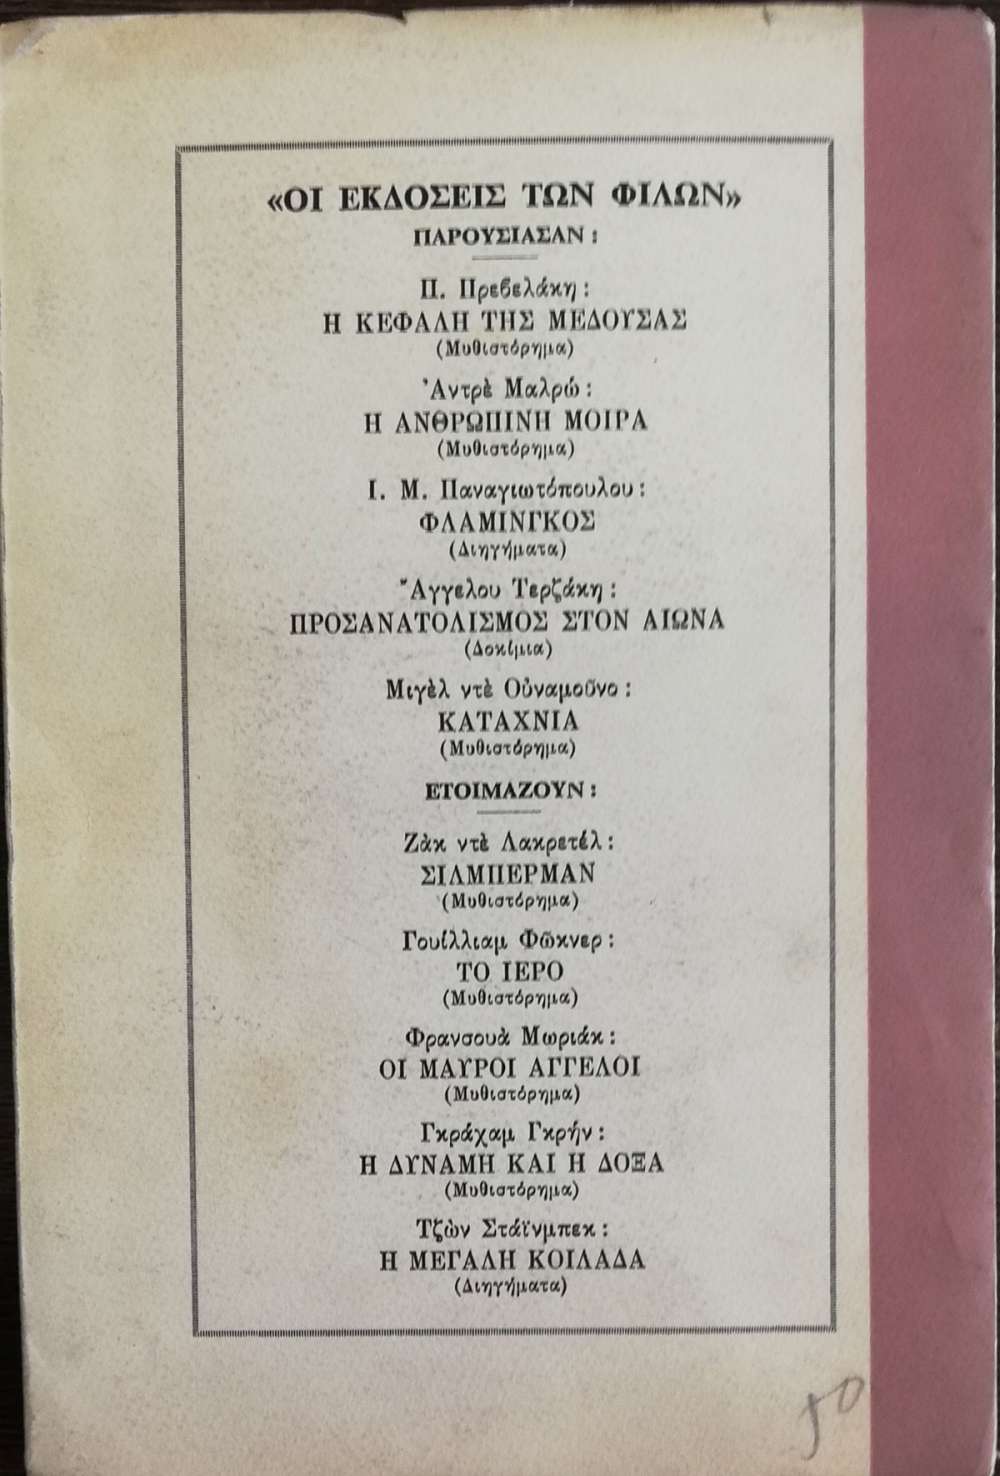 «ΟΙ ΕΚΔΟΣΕΙΣ ΤΩΝ ΦΙΛΩΝ»
ΠΑΡΟΥΣΙΑΣΑΝ :
Π. Πρεβελάκη :
Η ΚΕΦΑΛΗ ΤΗΣ ΜΕΔΟΥΣΑΣ
(Μυθιστόρημα)
Ἀντρὲ Μαλρώ :
Η ΑΝΘΡΩΠΙΝΗ ΜΟΙΡΑ
(Μυθιστόρημα)
Ι. Μ. Παναγιωτόπουλου :
ΦΛΑΜΙΝΓΚΟΣ
(Διηγήματα)
Ἄγγελου Τερζάκη :
ΠΡΟΣΑΝΑΤΟΛΙΣΜΟΣ ΣΤΟΝ ΑΙΩΝΑ
(Δοκίμια)
Μιγὲλ ντὲ Οὐναμοῦνο :
ΚΑΤΑΧΝΙΑ
(Μυθιστόρημα)
ΕΤΟΙΜΑΖΟΥΝ :
Ζὰκ ντὲ Λακρετέλ :
ΣΙΛΜΠΕΡΜΑΝ
(Μυθιστόρημα)
Γουίλλιαμ Φῶκνερ :
ΤΟ ΙΕΡΟ
(Μυθιστόρημα)
Φρανσουὰ Μωριάκ :
ΟΙ ΜΑΥΡΟΙ ΑΓΓΕΛΟΙ
(Μυθιστόρημα)
Γκράχαμ Γκρήν :
Η ΔΥΝΑΜΗ ΚΑΙ Η ΔΟΞΑ
(Μυθιστόρημα)
Τζὼν Στάϊνμπεκ :
Η ΜΕΓΑΛΗ ΚΟΙΛΑΔΑ
(Διηγήματα)
50